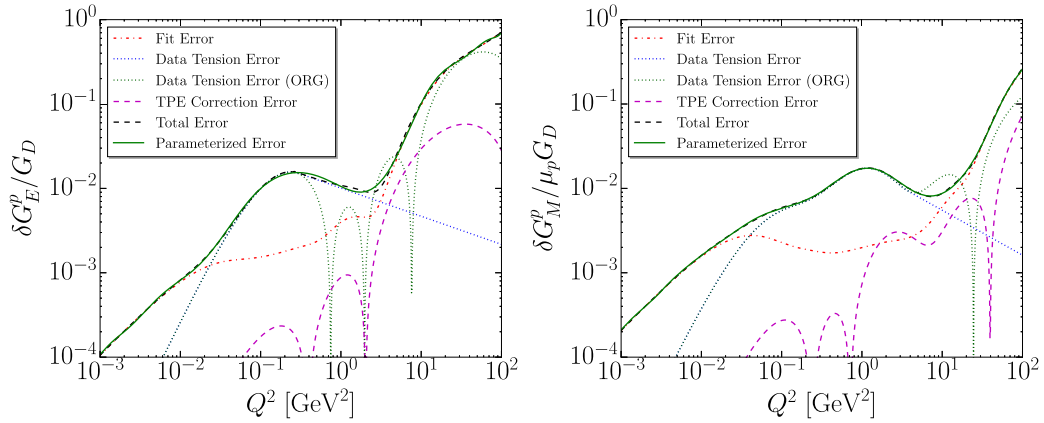 10^0
10^{-1}
10^{-2}
10^{-3}
10^{-4}
δG_E^p/G_D
Fit Error
Data Tension Error
Data Tension Error (ORG)
TPE Correction Error
Total Error
Parameterized Error
10^{-3} 10^{-2} 10^{-1} 10^0 10^1 10^2
Q^2 [GeV^2]
10^0
10^{-1}
10^{-2}
10^{-3}
10^{-4}
δG_M^p/μ_pG_D
Fit Error
Data Tension Error
Data Tension Error (ORG)
TPE Correction Error
Total Error
Parameterized Error
10^{-3} 10^{-2} 10^{-1} 10^0 10^1 10^2
Q^2 [GeV^2]